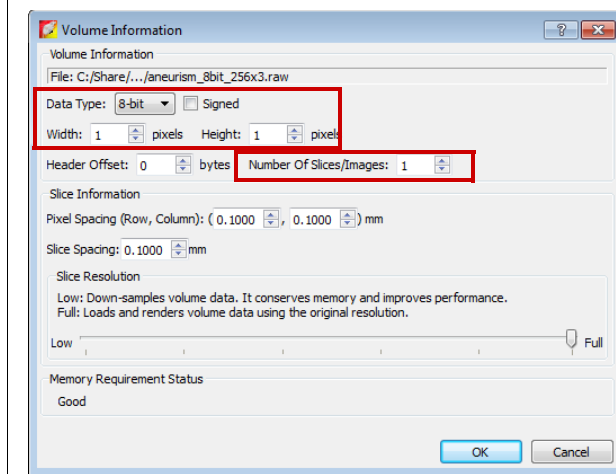 Volume Information
Volume Information
File: C:/Share/.../aneurism_8bit_256x3.raw
Data Type: 8-bit Signed
Width: 1 pixels Height: 1 pixels
Header Offset: 0 bytes Number Of Slices/Images: 1
Slice Information
Pixel Spacing (Row, Column): ( 0.1000 , 0.1000 ) mm
Slice Spacing: 0.1000 mm
Slice Resolution
Low: Down-samples volume data. It conserves memory and improves performance.
Full: Loads and renders volume data using the original resolution.
Low Full
Memory Requirement Status
Good
OK Cancel